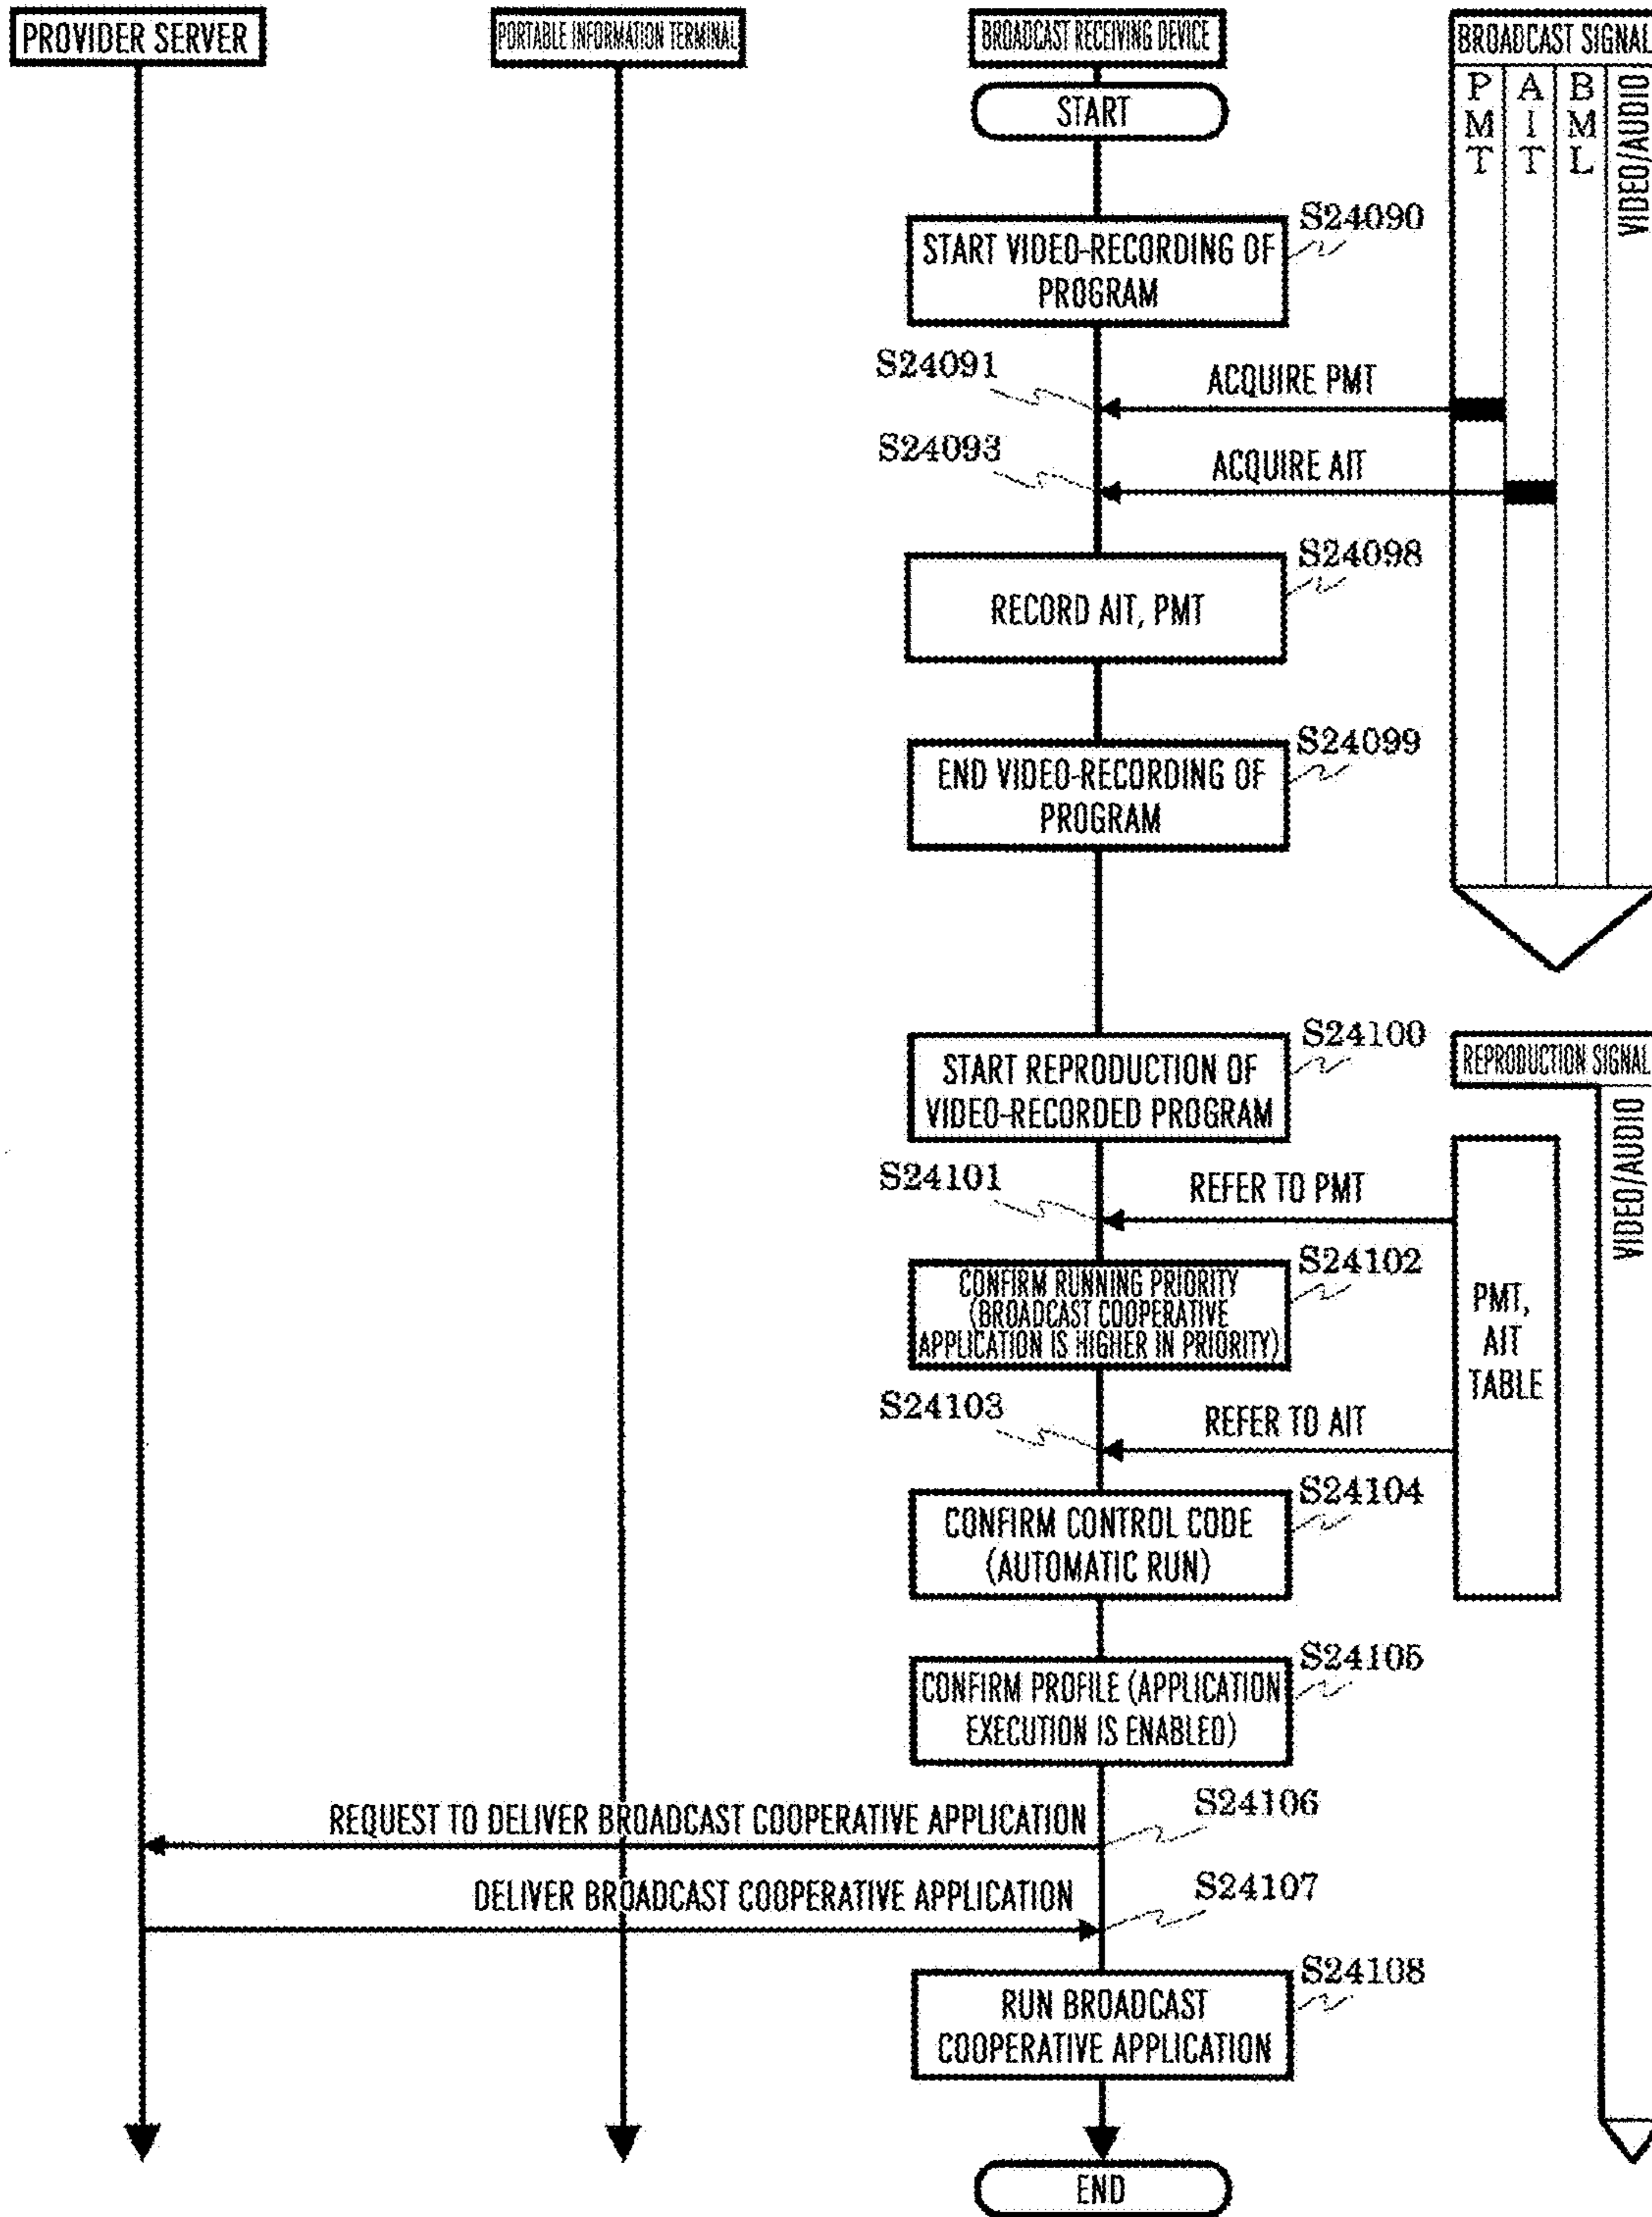 PROVIDER SERVER
PORTABLE INFORMATION TERMINAL
BROADCAST RECEIVING DEVICE
BROADCAST SIGNAL
PMT
AIT
BML
VIDEO/AUDIO
START
S24090
START VIDEO-RECORDING OF
PROGRAM
S24091
ACQUIRE PMT
S24093
ACQUIRE AIT
S24098
RECORD AIT, PMT
S24099
END VIDEO-RECORDING OF
PROGRAM
S24100
START REPRODUCTION OF
VIDEO-RECORDED PROGRAM
REPRODUCTION SIGNAL
VIDEO/AUDIO
S24101
REFER TO PMT
S24102
CONFIRM RUNNING PRIORITY
(BROADCAST COOPERATIVE
APPLICATION IS HIGHER IN PRIORITY)
PMT,
AIT
TABLE
S24103
REFER TO AIT
S24104
CONFIRM CONTROL CODE
(AUTOMATIC RUN)
S24105
CONFIRM PROFILE (APPLICATION
EXECUTION IS ENABLED)
S24106
REQUEST TO DELIVER BROADCAST COOPERATIVE APPLICATION
S24107
DELIVER BROADCAST COOPERATIVE APPLICATION
S24108
RUN BROADCAST
COOPERATIVE APPLICATION
END